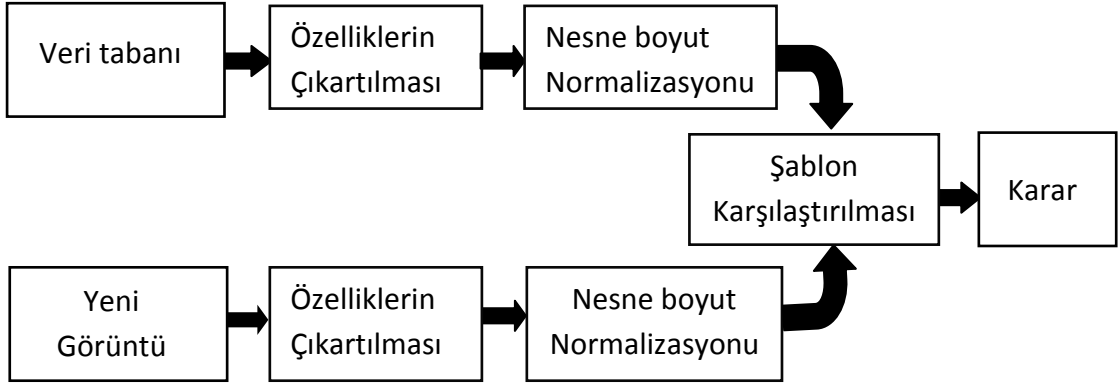 Veri tabanı
Özelliklerin
Çıkartılması
Nesne boyut
Normalizasyonu
Şablon
Karşılaştırılması
Karar
Yeni
Görüntü
Özelliklerin
Çıkartılması
Nesne boyut
Normalizasyonu